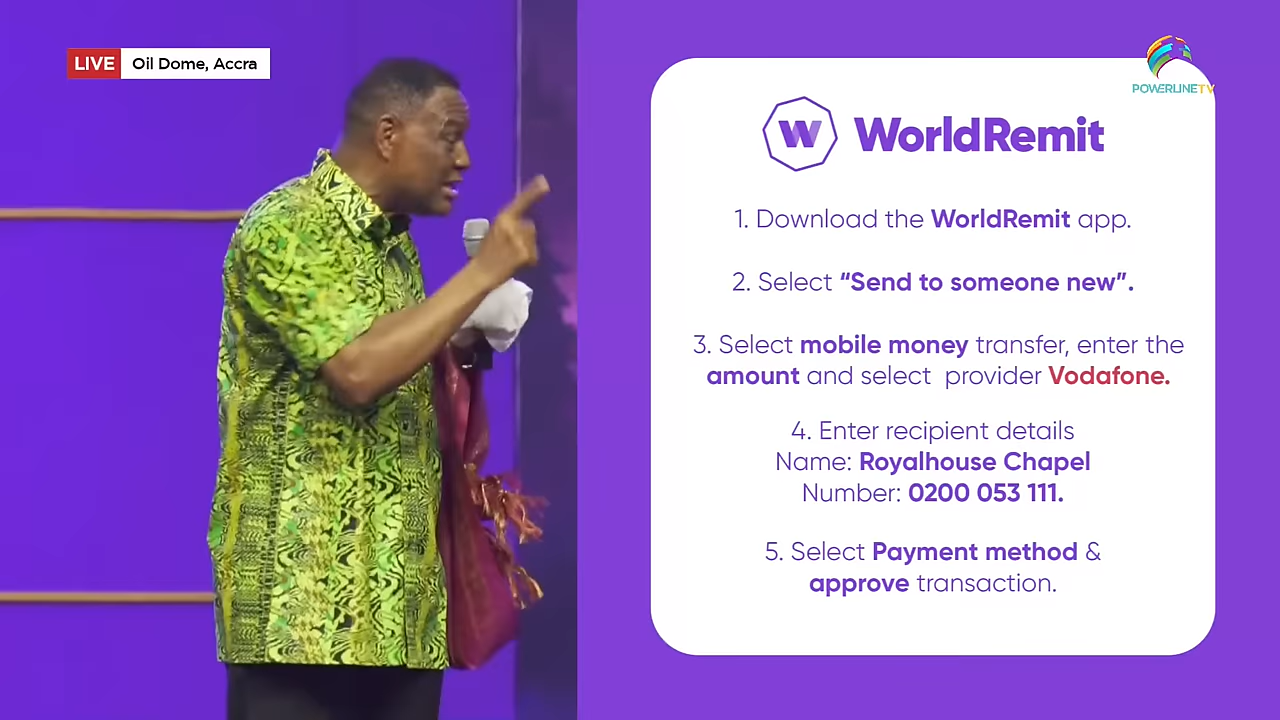 LIVE Oil Dome, Accra
POWERLINETV
W WorldRemit
1. Download the WorldRemit app.
2. Select “Send to someone new”.
3. Select mobile money transfer, enter the
amount and select provider Vodafone.
4. Enter recipient details
Name: Royalhouse Chapel
Number: 0200 053 111.
5. Select Payment method &
approve transaction.